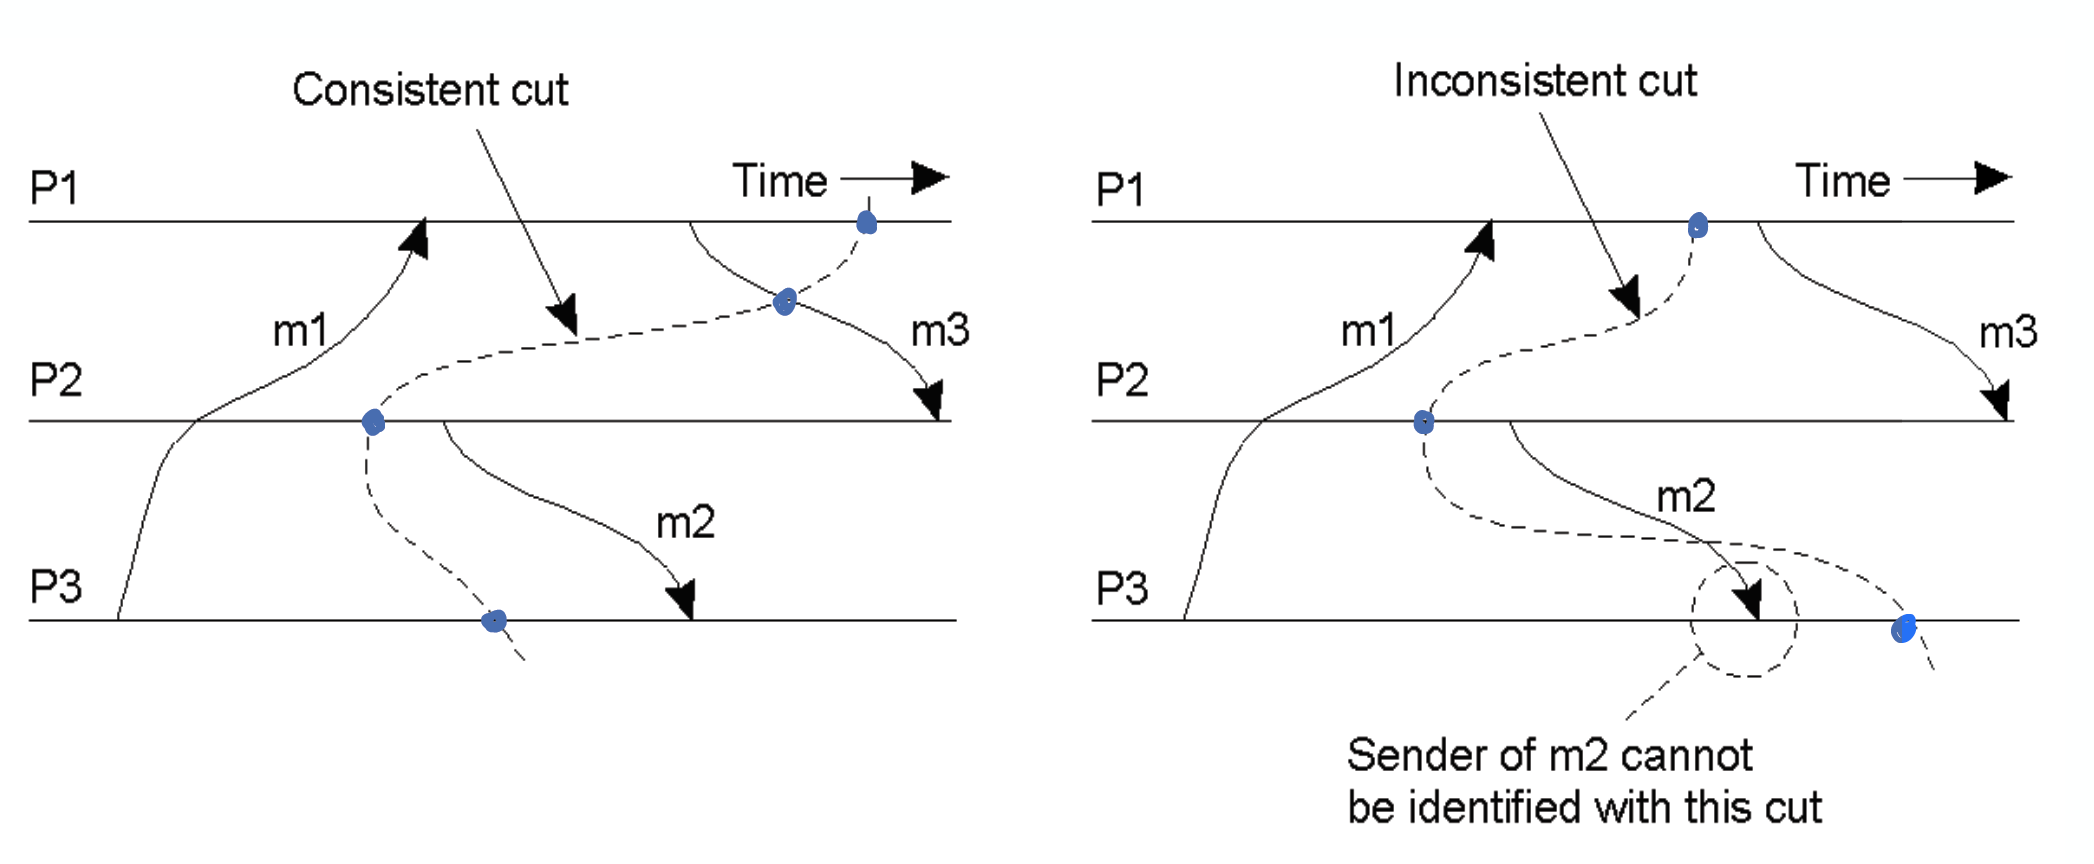 Consistent cut
Time
P1
m1
m3
P2
m2
P3
Inconsistent cut
Time
P1
m1
m3
P2
m2
P3
Sender of m2 cannot
be identified with this cut